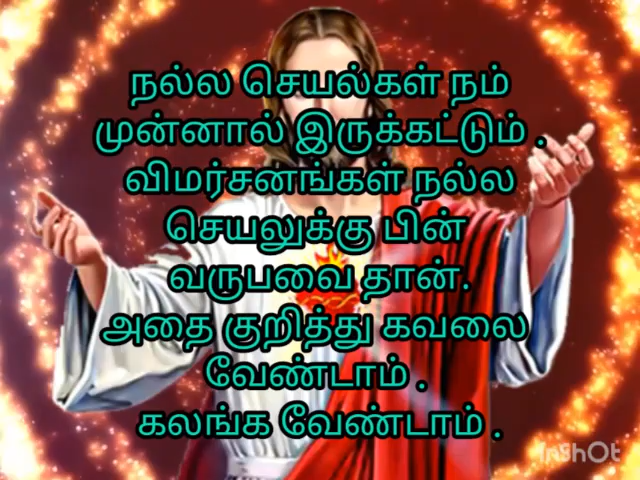 நல்ல செயல்கள் நம்
முன்னால் இருக்கட்டும் .
விமர்சனங்கள் நல்ல
செயலுக்கு பின்
வருபவை தான்.
அதை குறித்து கவலை
வேண்டாம் .
கலங்க வேண்டாம் .
InShOt